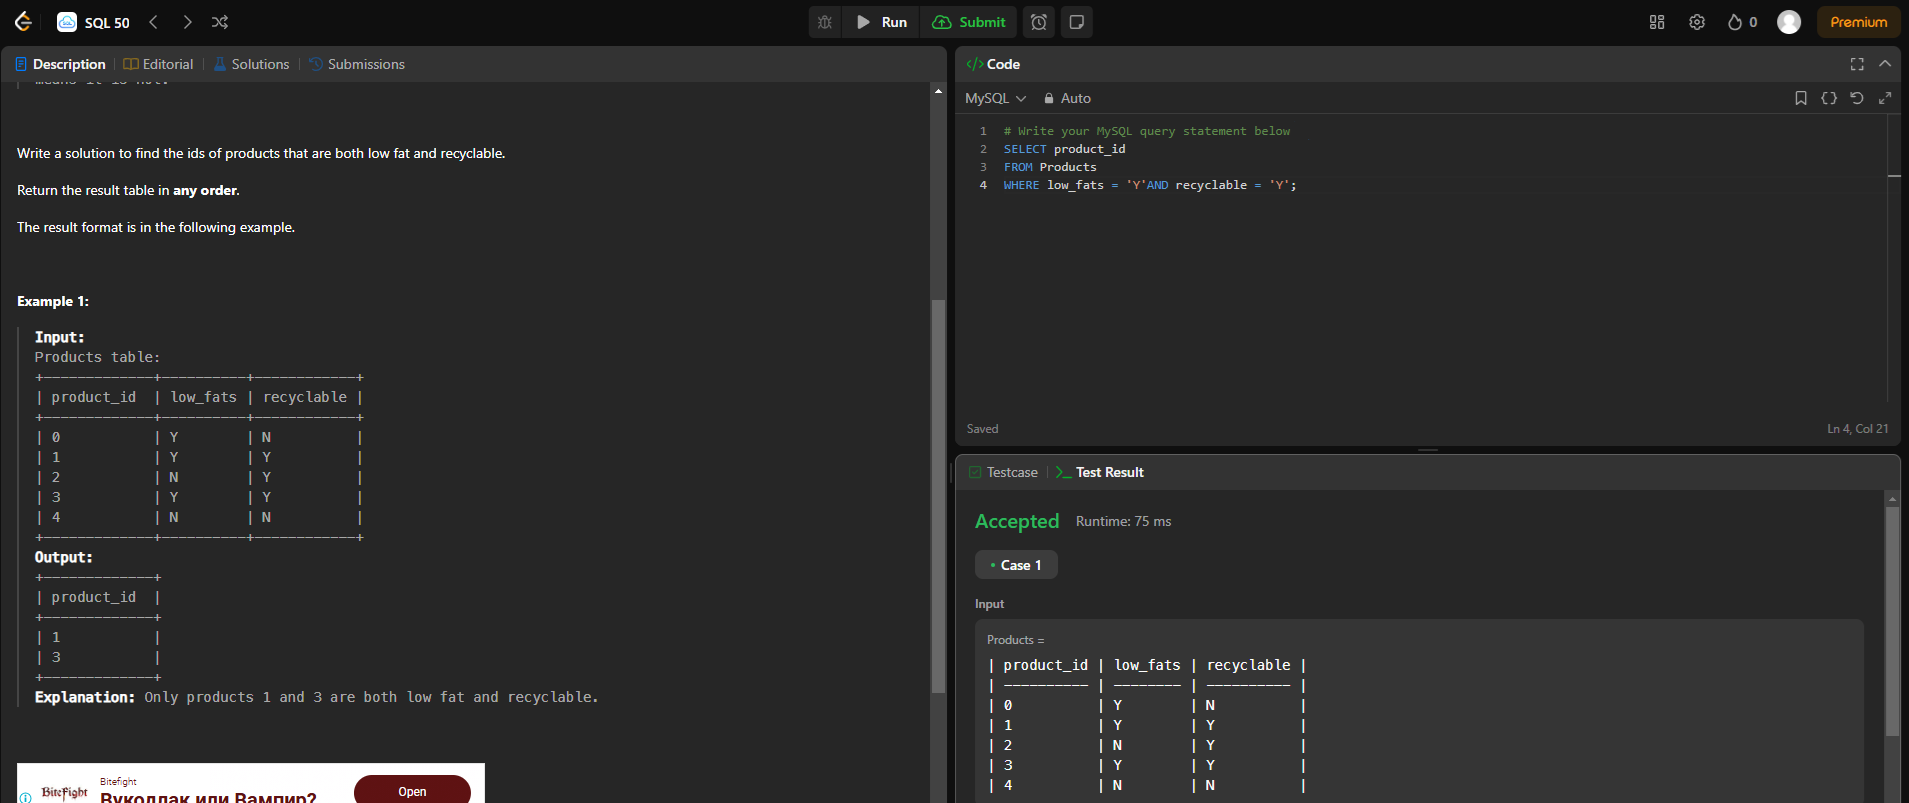 SQL 50
Run
Submit
0
Premium
Description
Editorial
Solutions
Submissions
means it is not.
Write a solution to find the ids of products that are both low fat and recyclable.
Return the result table in any order.
The result format is in the following example.
Example 1:
Input:
Products table:
+-------------+----------+------------+
| product_id  | low_fats | recyclable |
+-------------+----------+------------+
| 0           | Y        | N          |
| 1           | Y        | Y          |
| 2           | N        | Y          |
| 3           | Y        | Y          |
| 4           | N        | N          |
+-------------+----------+------------+
Output:
+-------------+
| product_id  |
+-------------+
| 1           |
| 3           |
+-------------+
Explanation: Only products 1 and 3 are both low fat and recyclable.
BiteFight
Bitefight
Вукодлак или Вампир?
Open
</>Code
MySQL
Auto
1 # Write your MySQL query statement below
2 SELECT product_id
3 FROM Products
4 WHERE low_fats = 'Y'AND recyclable = 'Y';
Saved
Ln 4, Col 21
Testcase
Test Result
Accepted
Runtime: 75 ms
Case 1
Input
Products =
| product_id | low_fats | recyclable |
| ---------- | -------- | ---------- |
| 0          | Y        | N          |
| 1          | Y        | Y          |
| 2          | N        | Y          |
| 3          | Y        | Y          |
| 4          | N        | N          |